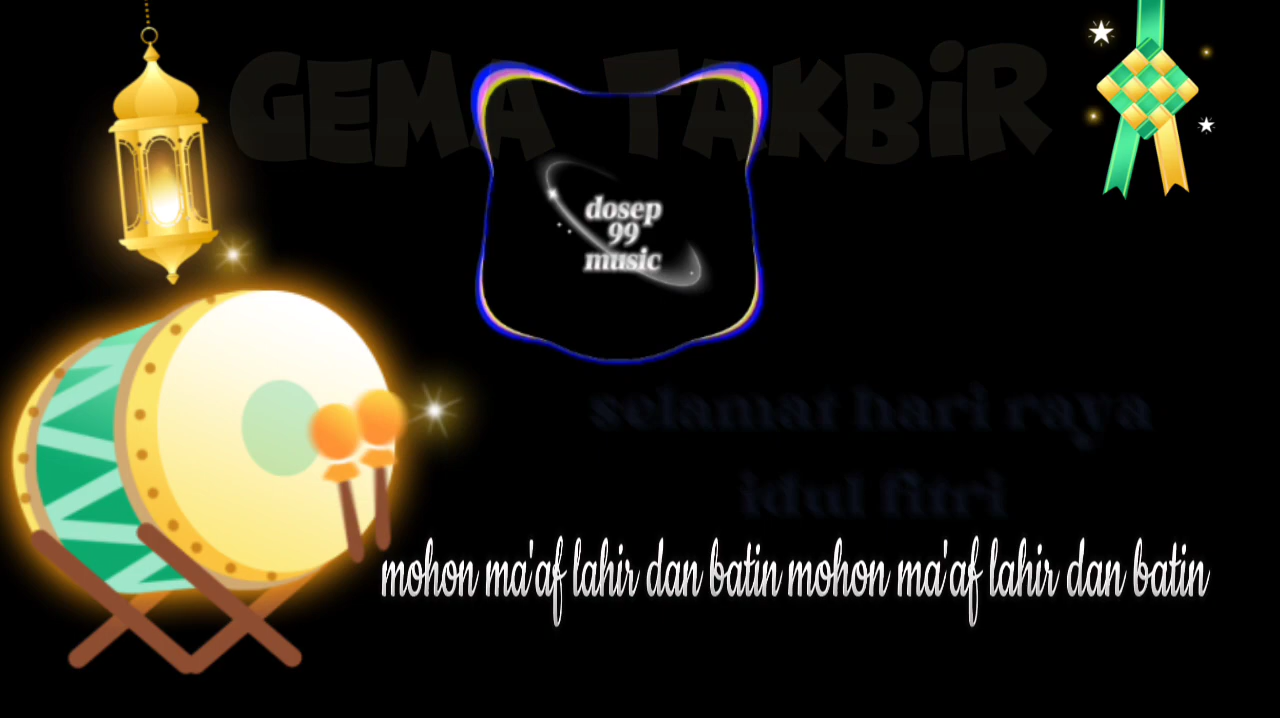 GEMA TAKBiR
dosep
99
music
selamat hari raya
idul fitri
mohon ma'af lahir dan batin mohon ma'af lahir dan batin